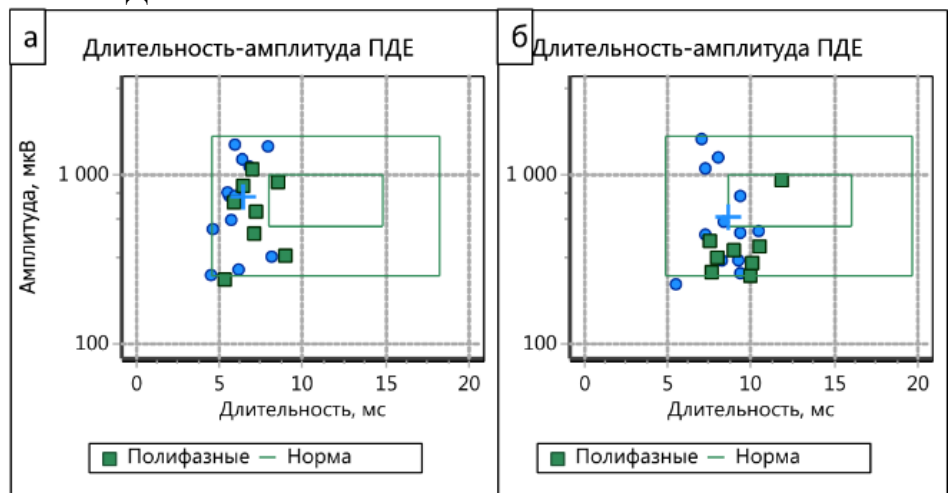 а
Длительность-амплитуда ПДЕ
Амплитуда, мкВ
1 000
100
0 5 10 15 20
Длительность, мс
Полифазные — Норма
б
Длительность-амплитуда ПДЕ
1 000
100
0 5 10 15 20
Длительность, мс
Полифазные — Норма